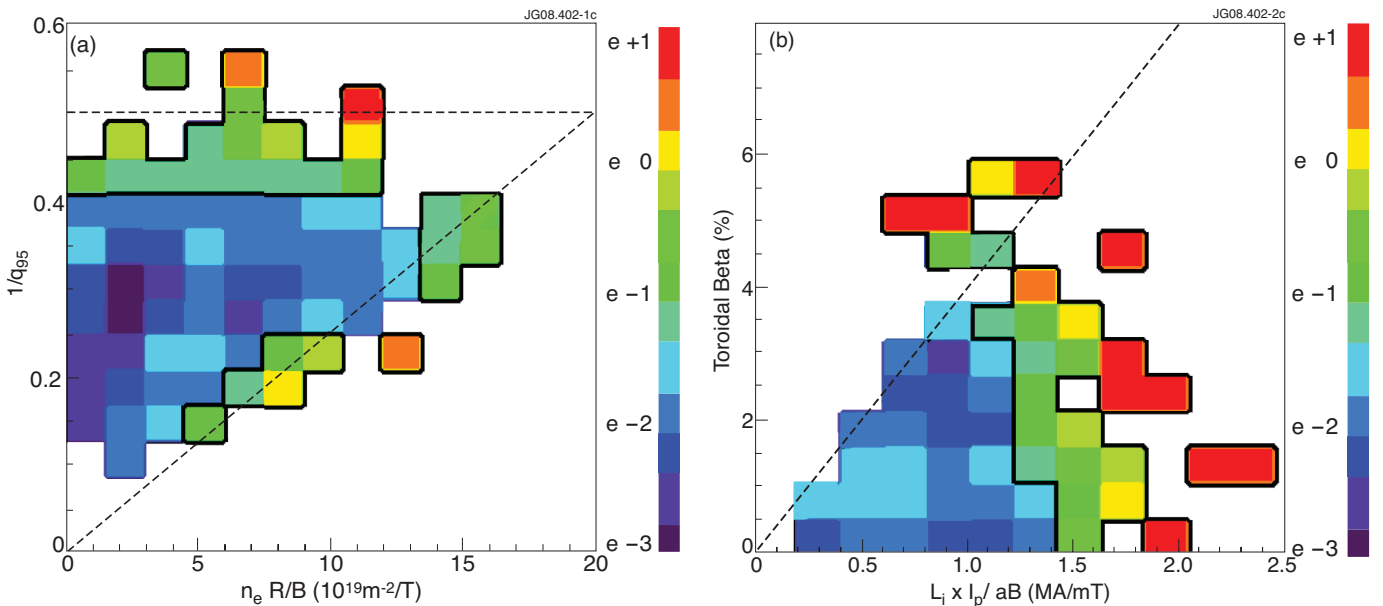 JG08.402-1c
(a)
0.6
0.4
0.2
0
1/q95
0
5
10
15
20
ne R/B (10¹⁹m⁻²/T)
e +1
e 0
e −1
e −2
e −3
JG08.402-2c
(b)
6
4
2
0
Toroidal Beta (%)
0
0.5
1.0
1.5
2.0
2.5
Li x Ip/ aB (MA/mT)
e +1
e 0
e −1
e −2
e −3